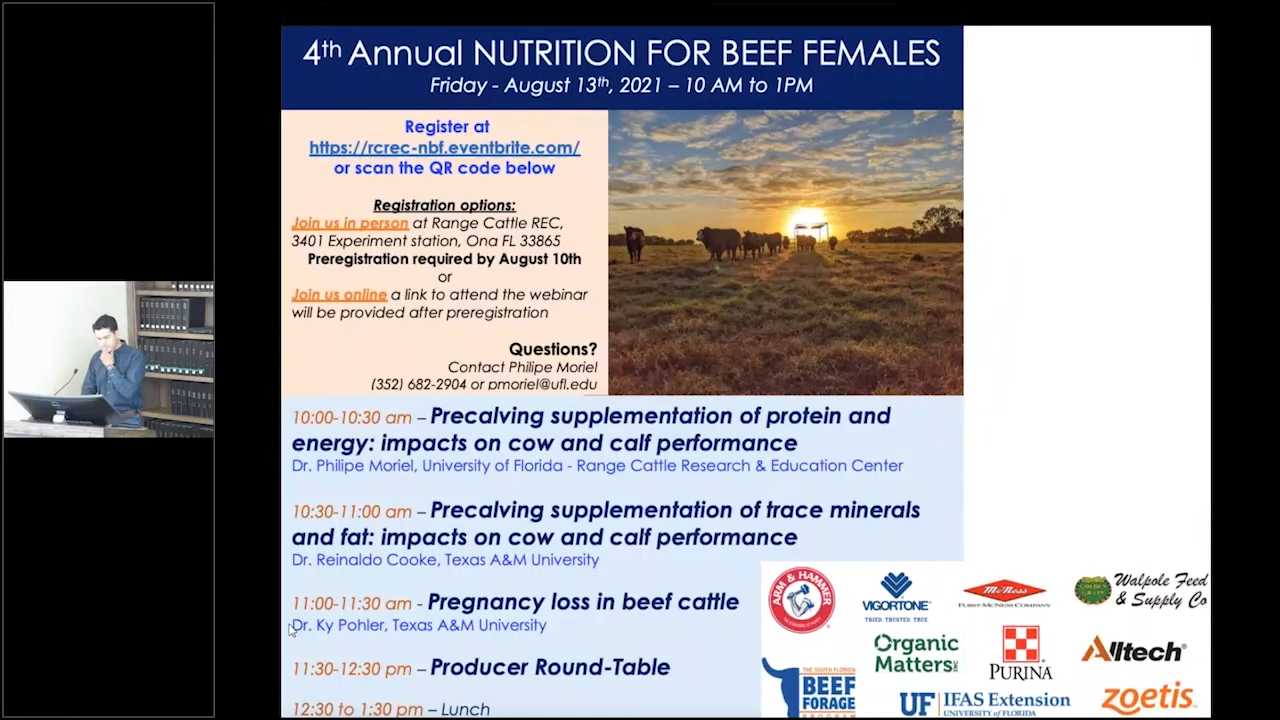 4th Annual NUTRITION FOR BEEF FEMALES
Friday - August 13th, 2021 – 10 AM to 1PM
Register at
https://rcrec-nbf.eventbrite.com/
or scan the QR code below
Registration options:
Join us in person at Range Cattle REC,
3401 Experiment station, Ona FL 33865
Preregistration required by August 10th
or
Join us online a link to attend the webinar
will be provided after preregistration
Questions?
Contact Philipe Moriel
(352) 682-2904 or pmoriel@ufl.edu
10:00-10:30 am – Precalving supplementation of protein and
energy: impacts on cow and calf performance
Dr. Philipe Moriel, University of Florida - Range Cattle Research & Education Center
10:30-11:00 am – Precalving supplementation of trace minerals
and fat: impacts on cow and calf performance
Dr. Reinaldo Cooke, Texas A&M University
11:00-11:30 am - Pregnancy loss in beef cattle
Dr. Ky Pohler, Texas A&M University
11:30-12:30 pm – Producer Round-Table
12:30 to 1:30 pm – Lunch
ARM & HAMMER
VIGORTONE
TRIED. TRUSTED. TRUE.
McNess
FURST-MCNESS COMPANY
Walpole Feed
& Supply Co
Organic
Matters INC
PURINA
Alltech
THE SOUTH FLORIDA
BEEF
FORAGE
PROGRAM
UF IFAS Extension
UNIVERSITY of FLORIDA
zoetis